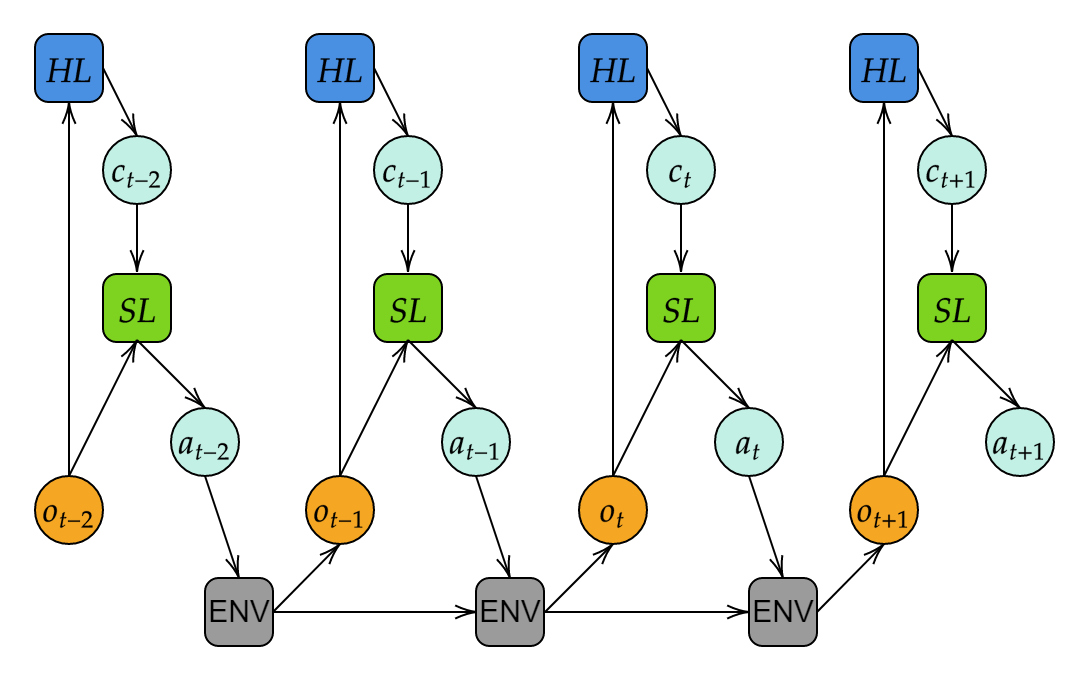 HL HL HL HL
c_{t−2} c_{t−1} c_t c_{t+1}
SL SL SL SL
a_{t−2} a_{t−1} a_t a_{t+1}
o_{t−2} o_{t−1} o_t o_{t+1}
ENV ENV ENV